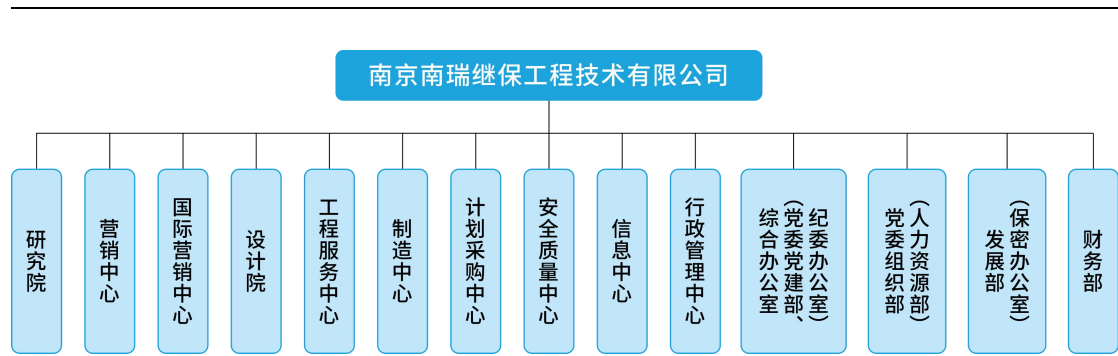 南京南瑞继保工程技术有限公司
研究院
营销中心
国际营销中心
设计院
工程服务中心
制造中心
计划采购中心
安全质量中心
信息中心
行政管理中心
综合办公室
（党委党建部、
纪委办公室）
党委组织部
（人力资源部）
发展部
（保密办公室）
财务部